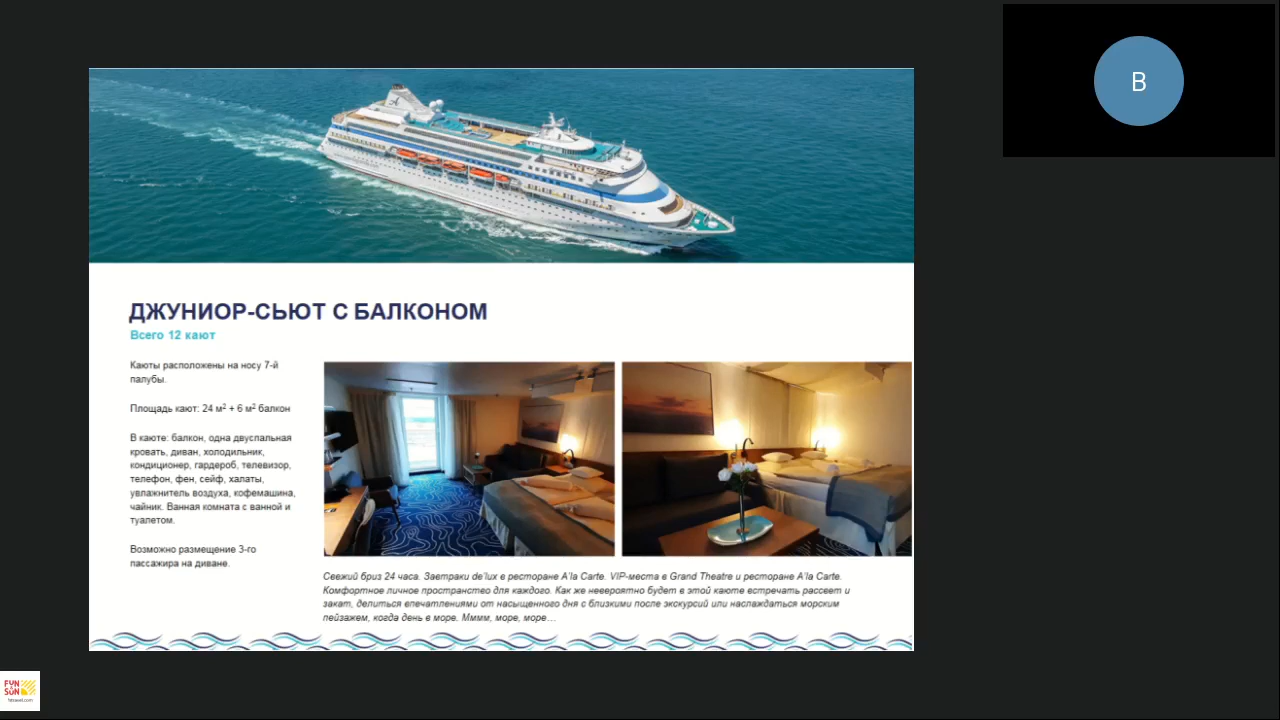 B
A
ДЖУНИОР-СЬЮТ С БАЛКОНОМ
Всего 12 кают
Каюты расположены на носу 7-й
палубы.
Площадь кают: 24 м² + 6 м² балкон
В каюте: балкон, одна двуспальная
кровать, диван, холодильник,
кондиционер, гардероб, телевизор,
телефон, фен, сейф, халаты,
увлажнитель воздуха, кофемашина,
чайник. Ванная комната с ванной и
туалетом.
Возможно размещение 3-го
пассажира на диване.
Свежий бриз 24 часа. Завтраки de'lux в ресторане A'la Carte. VIP-места в Grand Theatre и ресторане A'la Carte.
Комфортное личное пространство для каждого. Как же невероятно будет в этой каюте встречать рассвет и
закат, делиться впечатлениями от насыщенного дня с близкими после экскурсий или наслаждаться морским
пейзажем, когда день в море. Мммм, море, море…
FUN
SUN